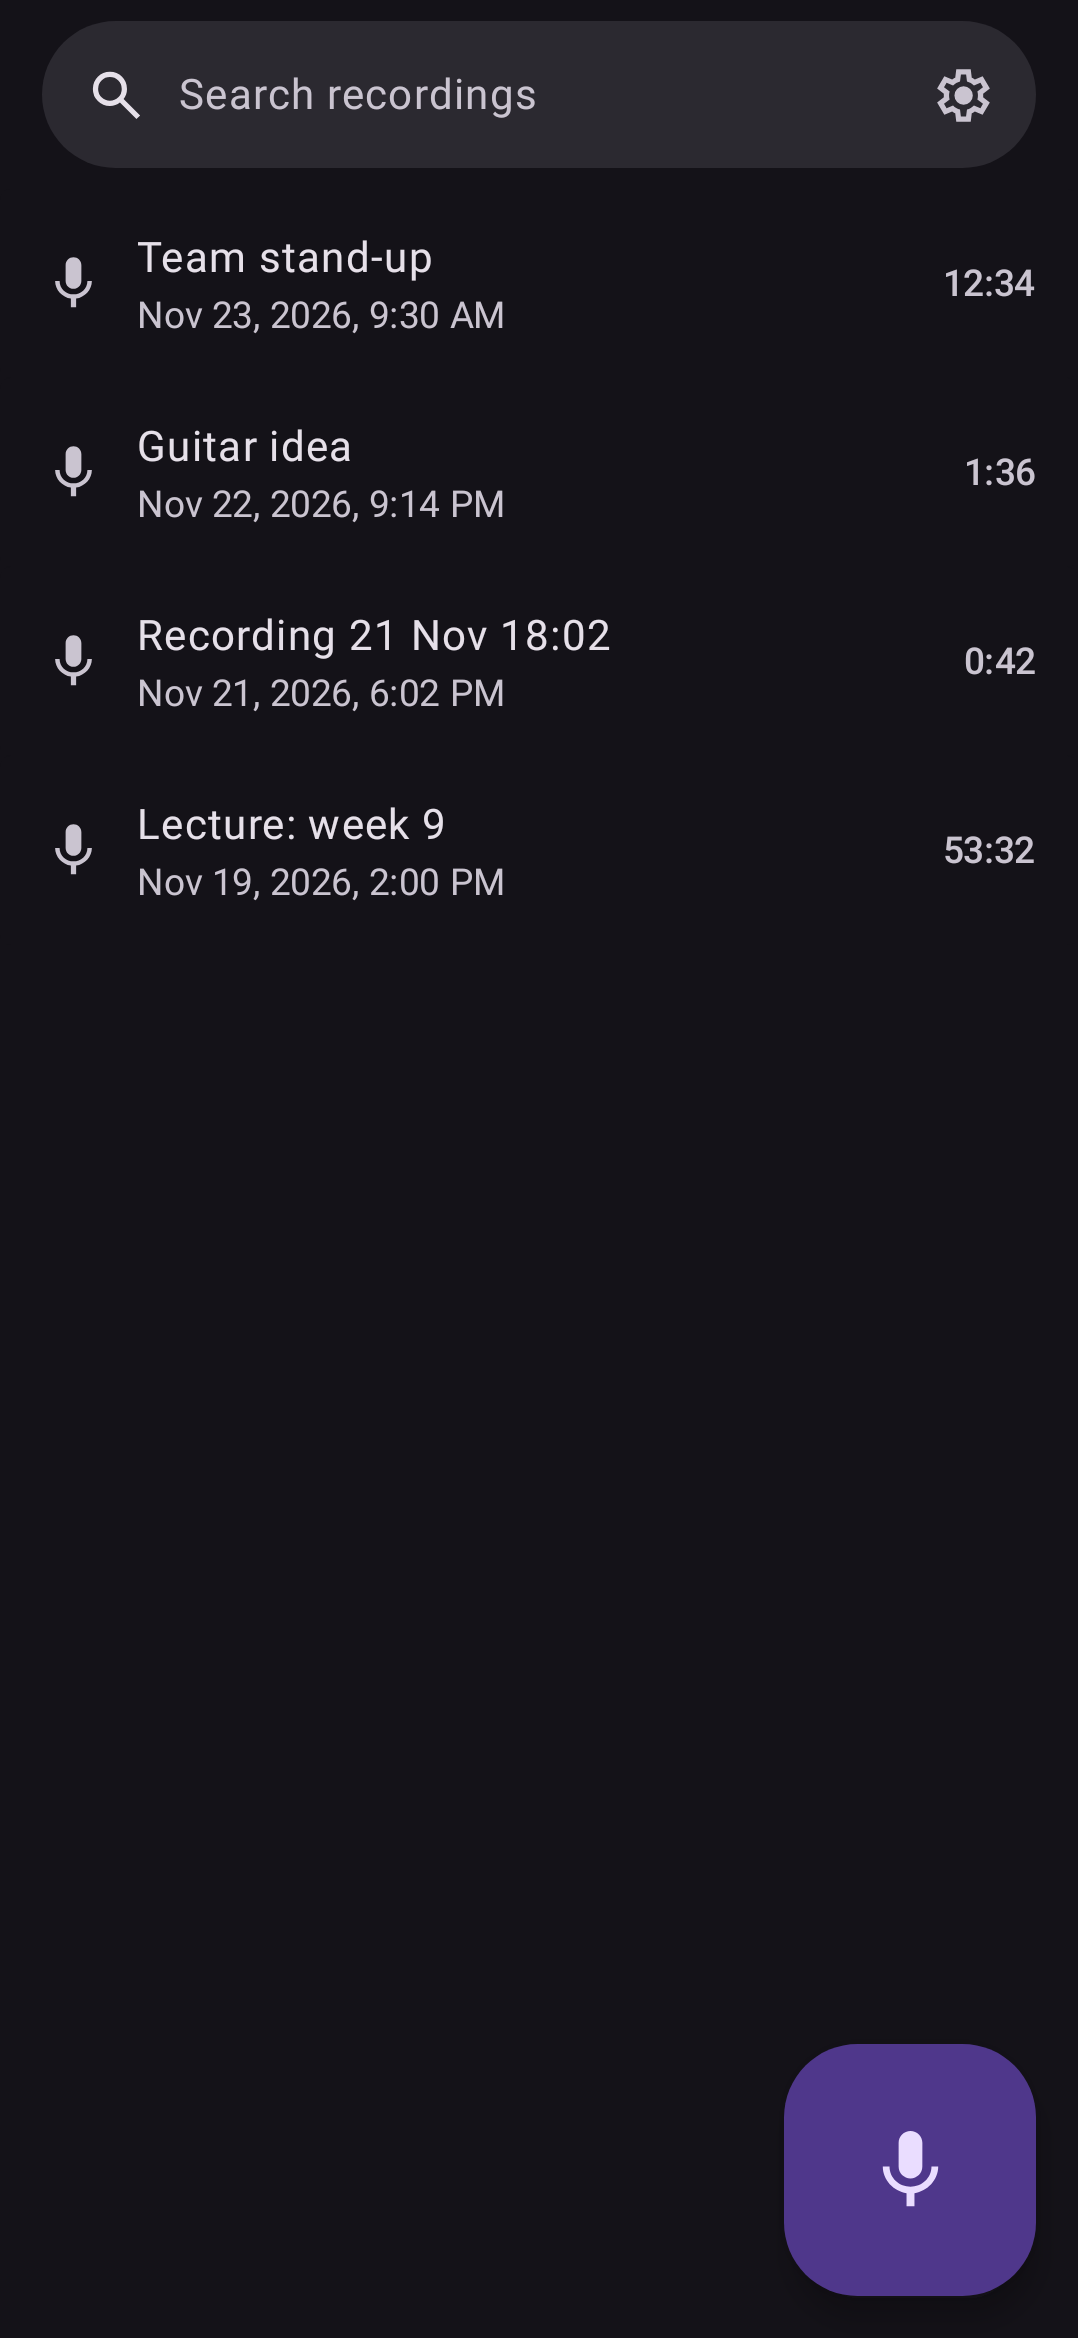 Search recordings
Team stand-up
Nov 23, 2026, 9:30 AM
12:34
Guitar idea
Nov 22, 2026, 9:14 PM
1:36
Recording 21 Nov 18:02
Nov 21, 2026, 6:02 PM
0:42
Lecture: week 9
Nov 19, 2026, 2:00 PM
53:32